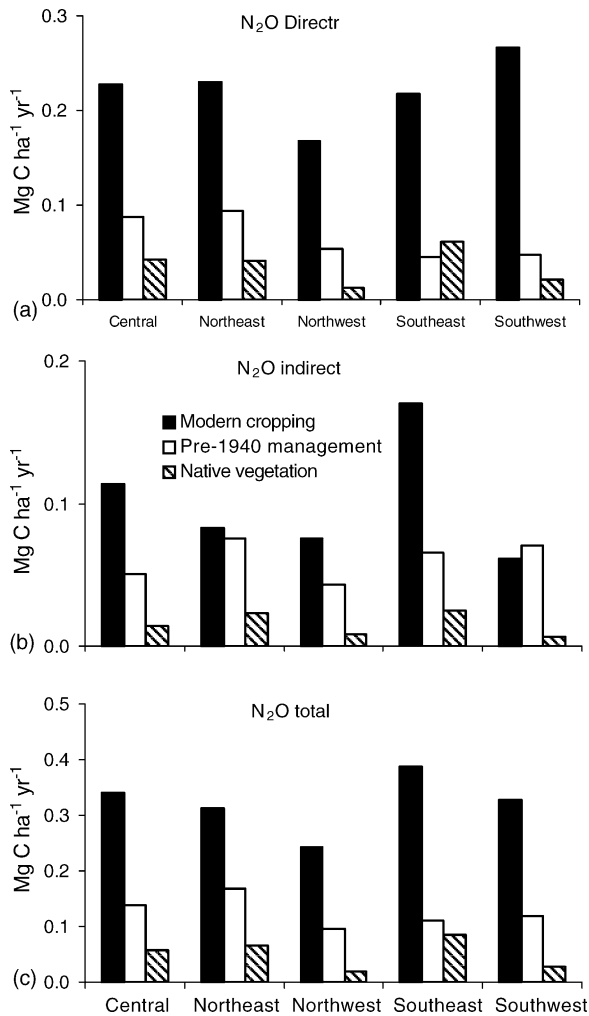 N₂O Directr
0.3
0.2
0.1
0.0
Mg C ha⁻¹ yr⁻¹
(a)
Central Northeast Northwest Southeast Southwest
N₂O indirect
0.2
0.1
0.0
Mg C ha⁻¹ yr⁻¹
Modern cropping
Pre-1940 management
Native vegetation
(b)
N₂O total
0.5
0.4
0.3
0.2
0.1
0.0
Mg C ha⁻¹ yr⁻¹
(c)
Central Northeast Northwest Southeast Southwest